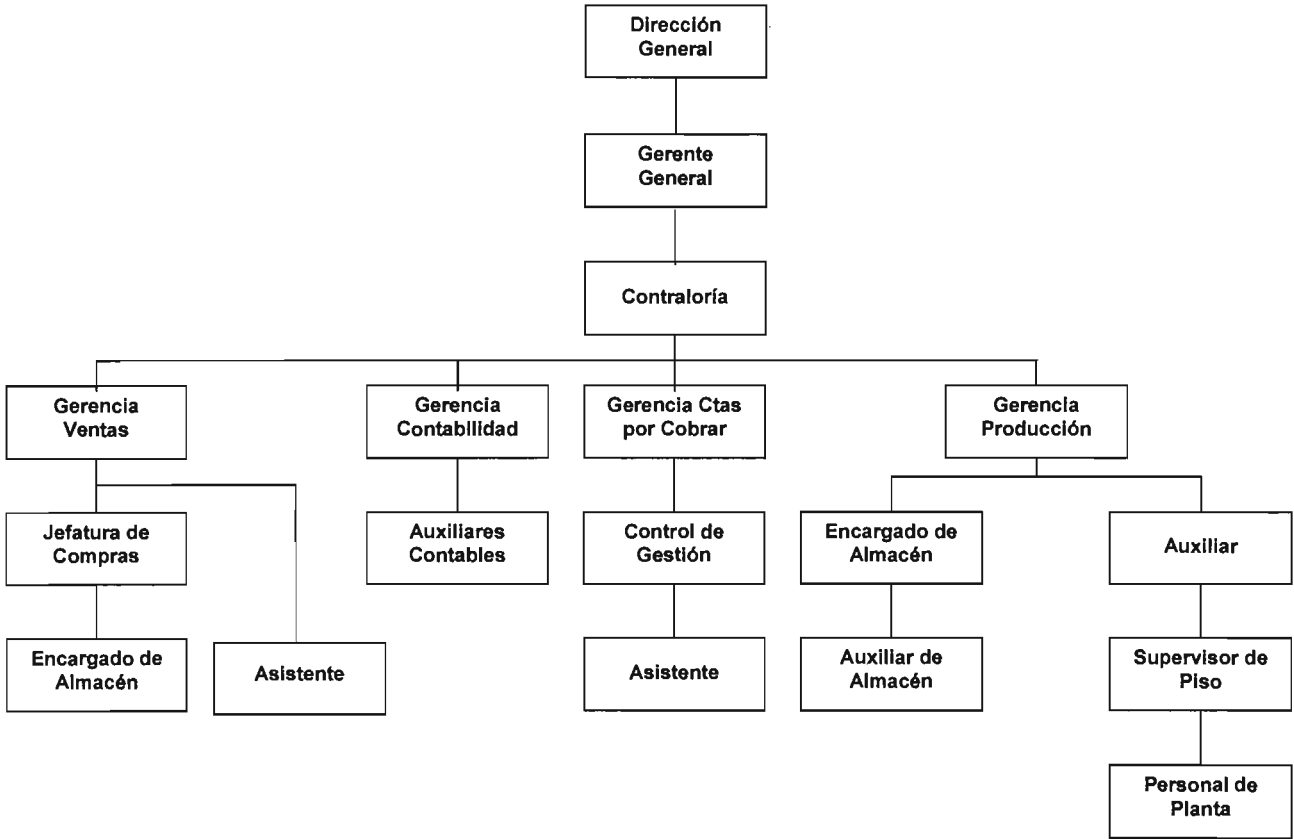 Dirección
General
Gerente
General
Contraloría
Gerencia
Ventas
Gerencia
Contabilidad
Gerencia Ctas
por Cobrar
Gerencia
Producción
Jefatura de
Compras
Auxiliares
Contables
Control de
Gestión
Encargado de
Almacén
Auxiliar
Encargado de
Almacén
Asistente
Asistente
Auxiliar de
Almacén
Supervisor de
Piso
Personal de
Planta